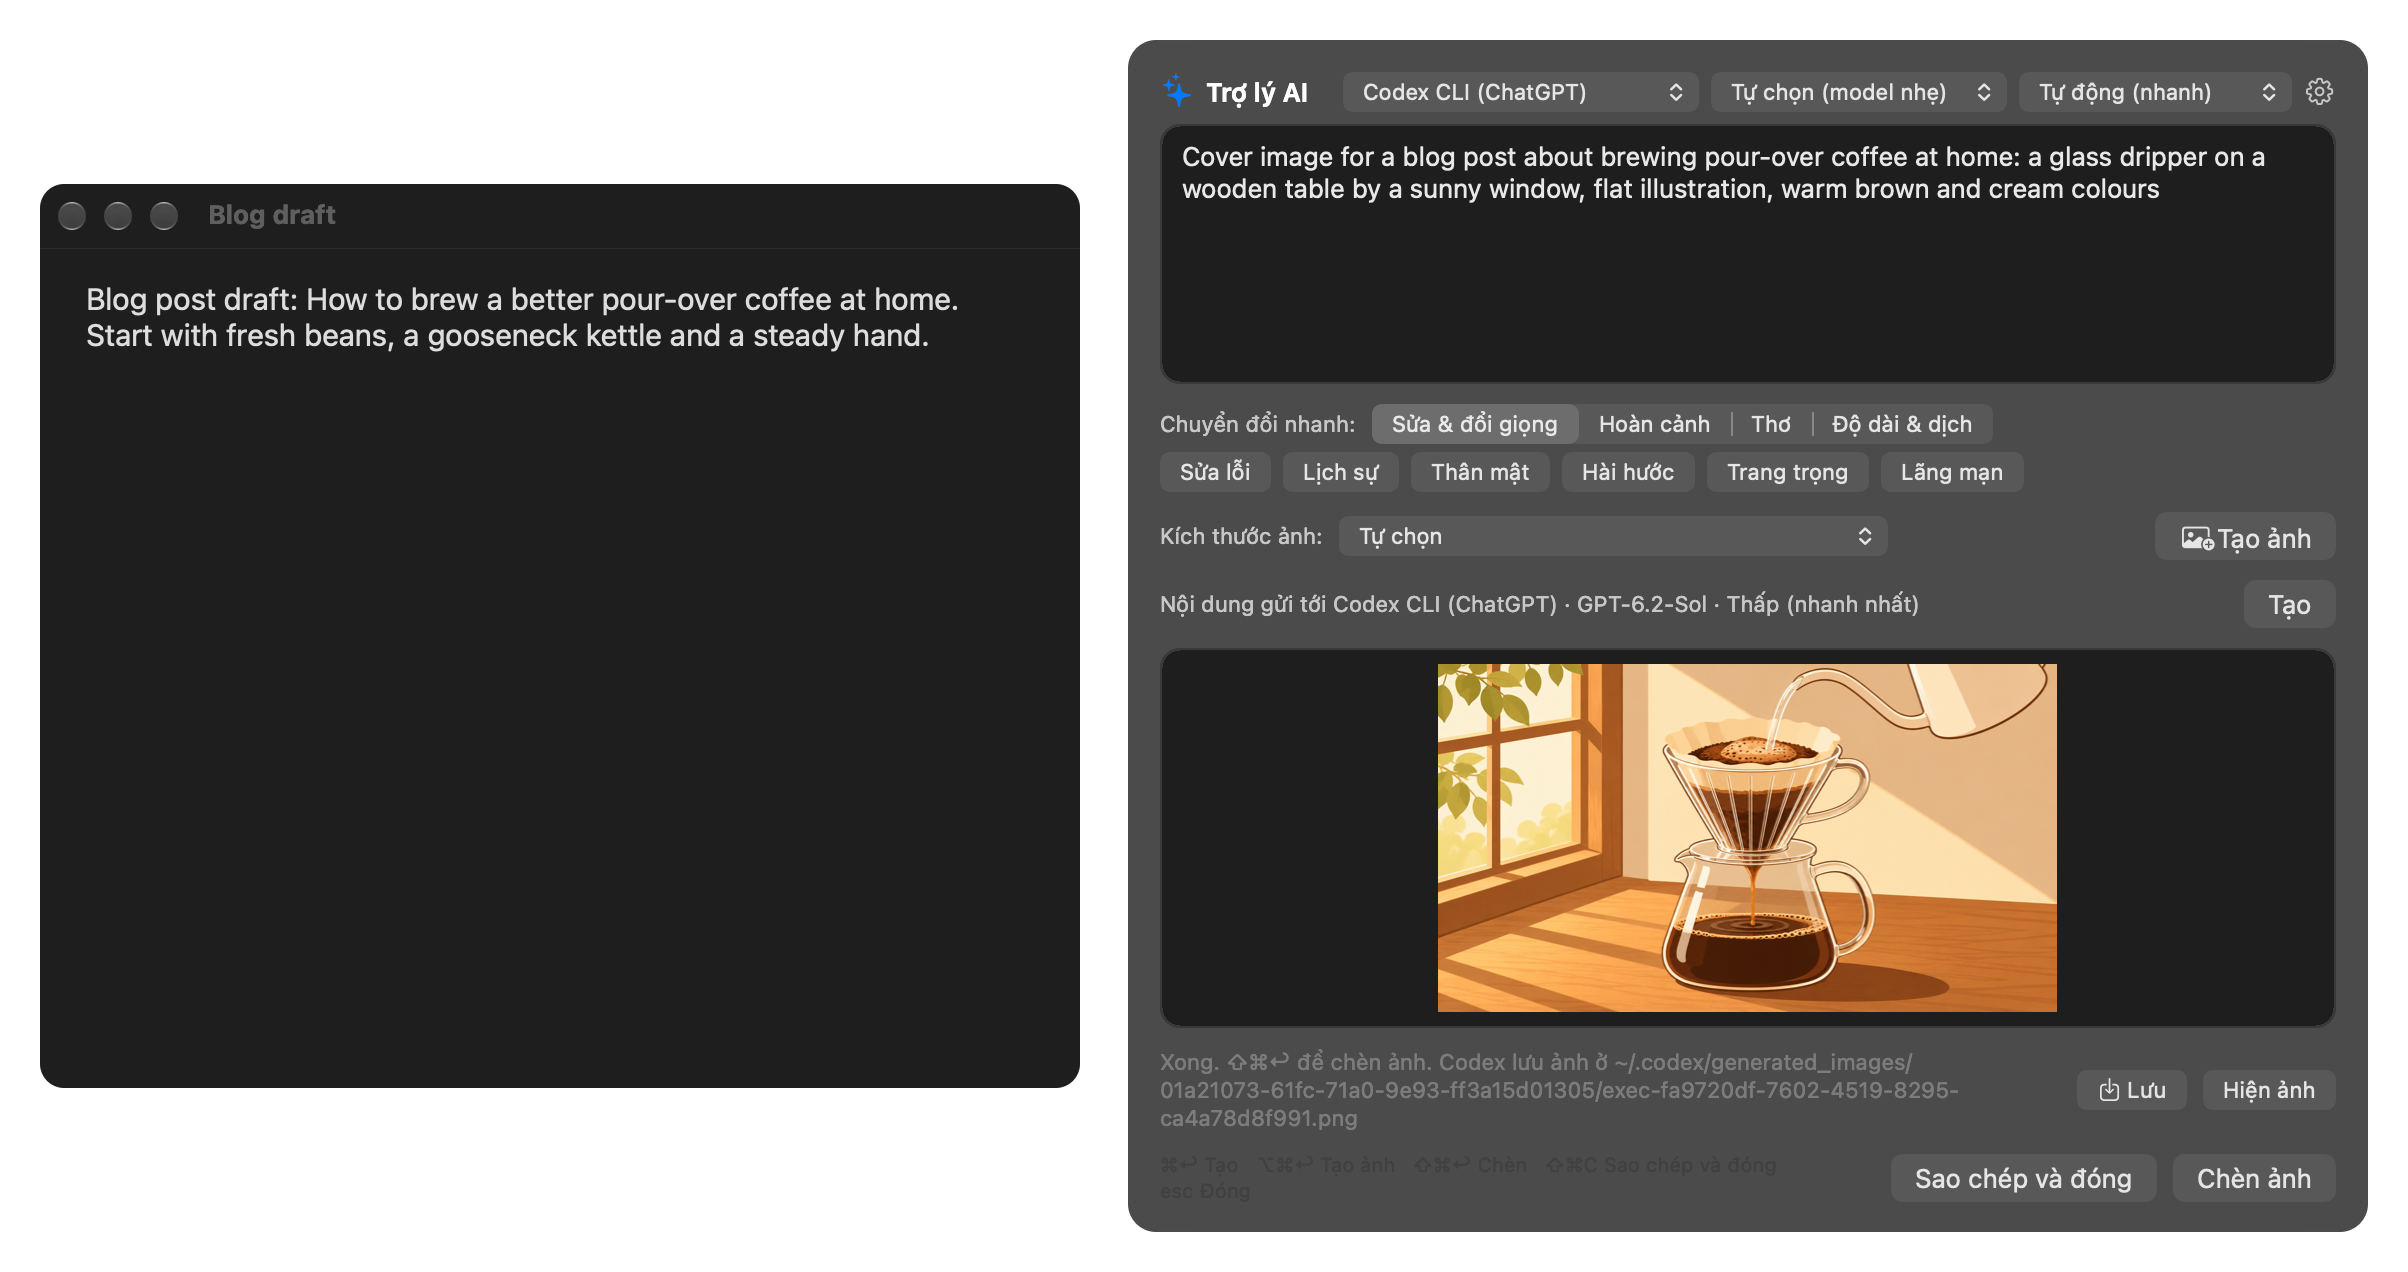 Blog draft
Blog post draft: How to brew a better pour-over coffee at home.
Start with fresh beans, a gooseneck kettle and a steady hand.
Trợ lý AI
Codex CLI (ChatGPT)
Tự chọn (model nhẹ)
Tự động (nhanh)
Cover image for a blog post about brewing pour-over coffee at home: a glass dripper on a
wooden table by a sunny window, flat illustration, warm brown and cream colours
Chuyển đổi nhanh:
Sửa & đổi giọng
Hoàn cảnh
Thơ
Độ dài & dịch
Sửa lỗi
Lịch sự
Thân mật
Hài hước
Trang trọng
Lãng mạn
Kích thước ảnh:
Tự chọn
Tạo ảnh
Nội dung gửi tới Codex CLI (ChatGPT) · GPT-6.2-Sol · Thấp (nhanh nhất)
Tạo
Xong. ⇧⌘↩ để chèn ảnh. Codex lưu ảnh ở ~/.codex/generated_images/
01a21073-61fc-71a0-9e93-ff3a15d01305/exec-fa9720df-7602-4519-8295-
ca4a78d8f991.png
Lưu
Hiện ảnh
⌘↩ Tạo ⌥⌘↩ Tạo ảnh ⇧⌘↩ Chèn ⇧⌘C Sao chép và đóng
esc Đóng
Sao chép và đóng
Chèn ảnh